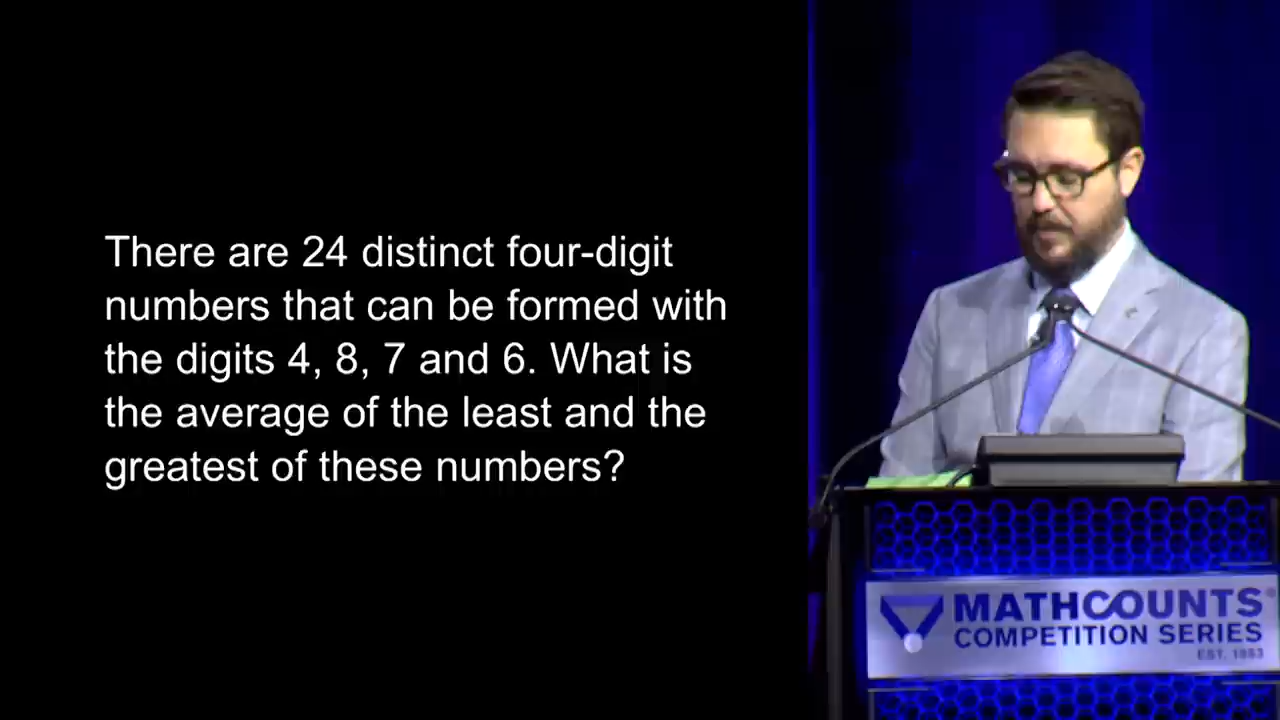 There are 24 distinct four-digit
numbers that can be formed with
the digits 4, 8, 7 and 6. What is
the average of the least and the
greatest of these numbers?
MATHCOUNTS®
COMPETITION SERIES
EST. 1983